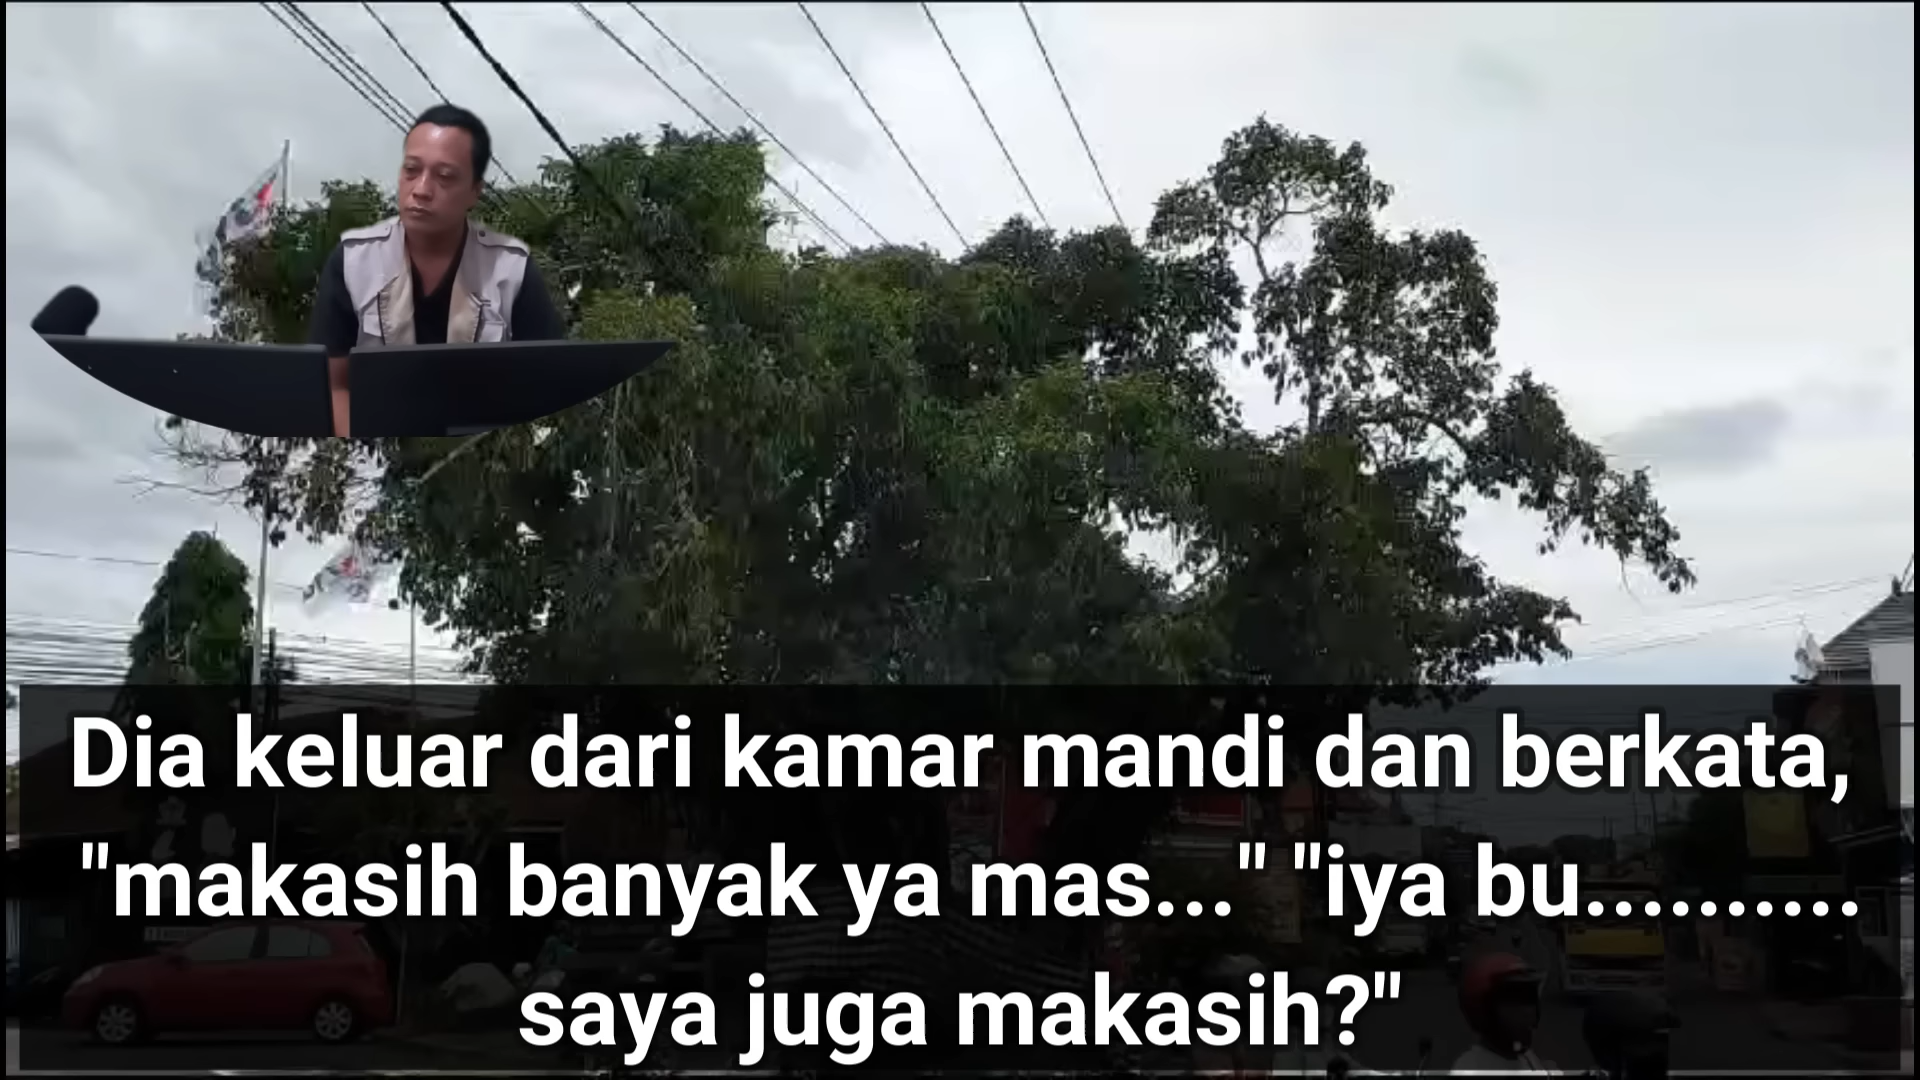 Dia keluar dari kamar mandi dan berkata,
"makasih banyak ya mas..." "iya bu..........
saya juga makasih?"